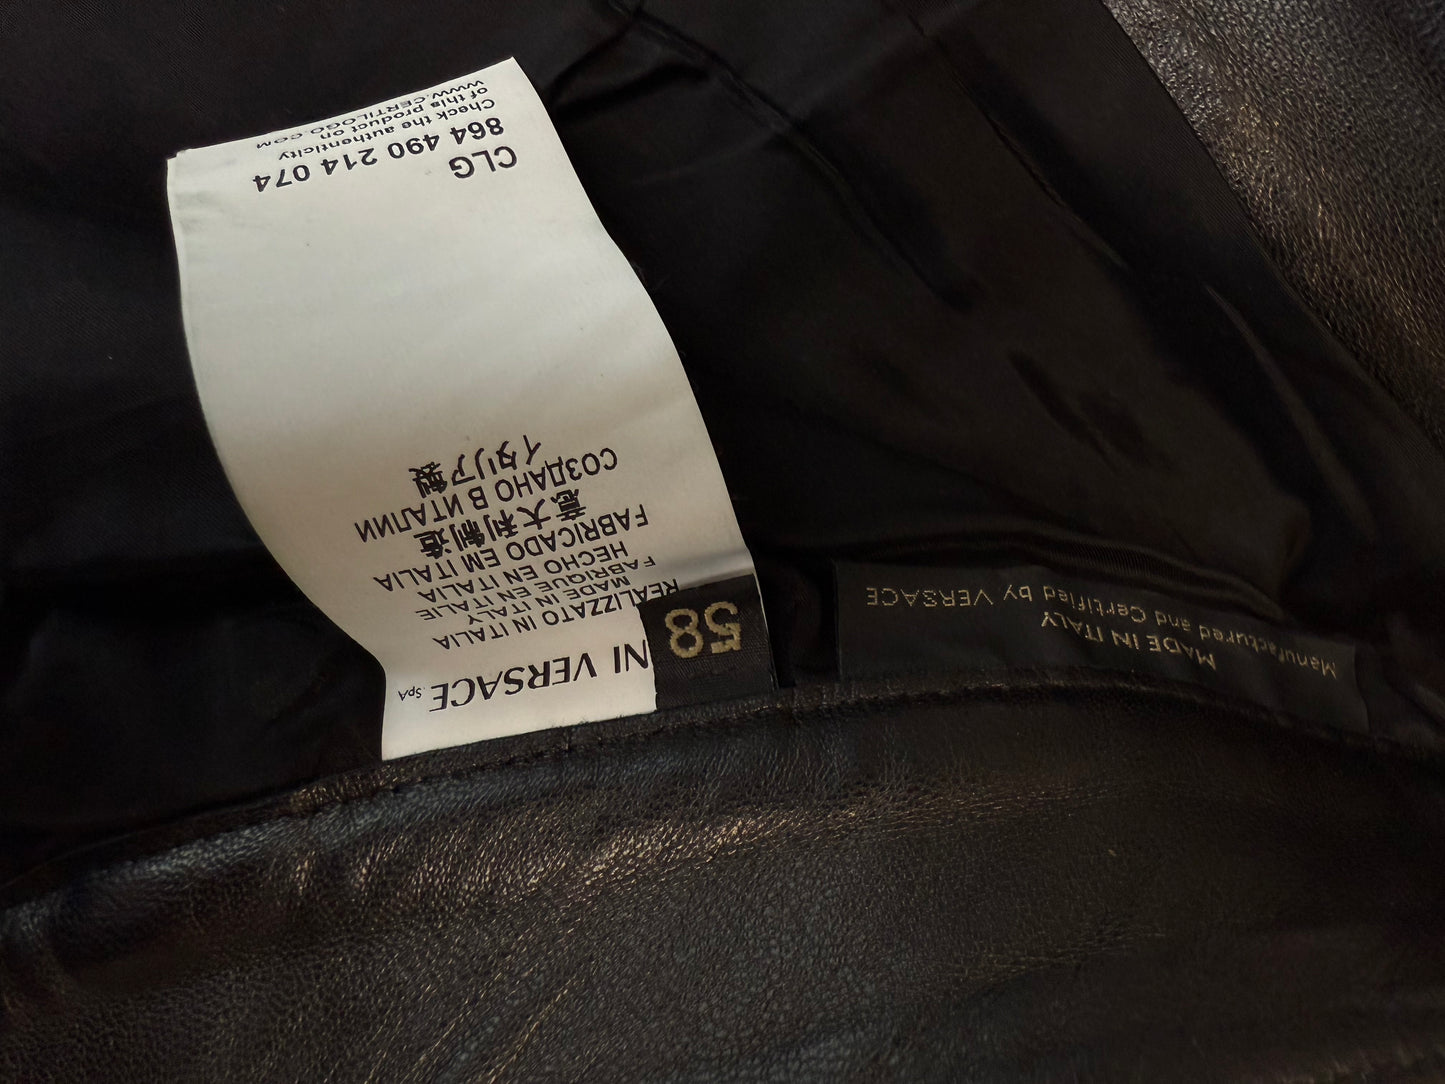 NI VERSACE SpA
REALIZZATO IN ITALIA
MADE IN ITALY
FABRIQUE EN ITALIE
HECHO EN ITALIA
FABRICADO EM ITALIA
意大利制造
СОЗДАНО В ИТАЛИИ
イタリア製
CLG
864 490 214 074
Check the authenticity
of this product on
WWW.CERTILOGO.COM
58
MADE IN ITALY
Manufactured and Certified by VERSACE